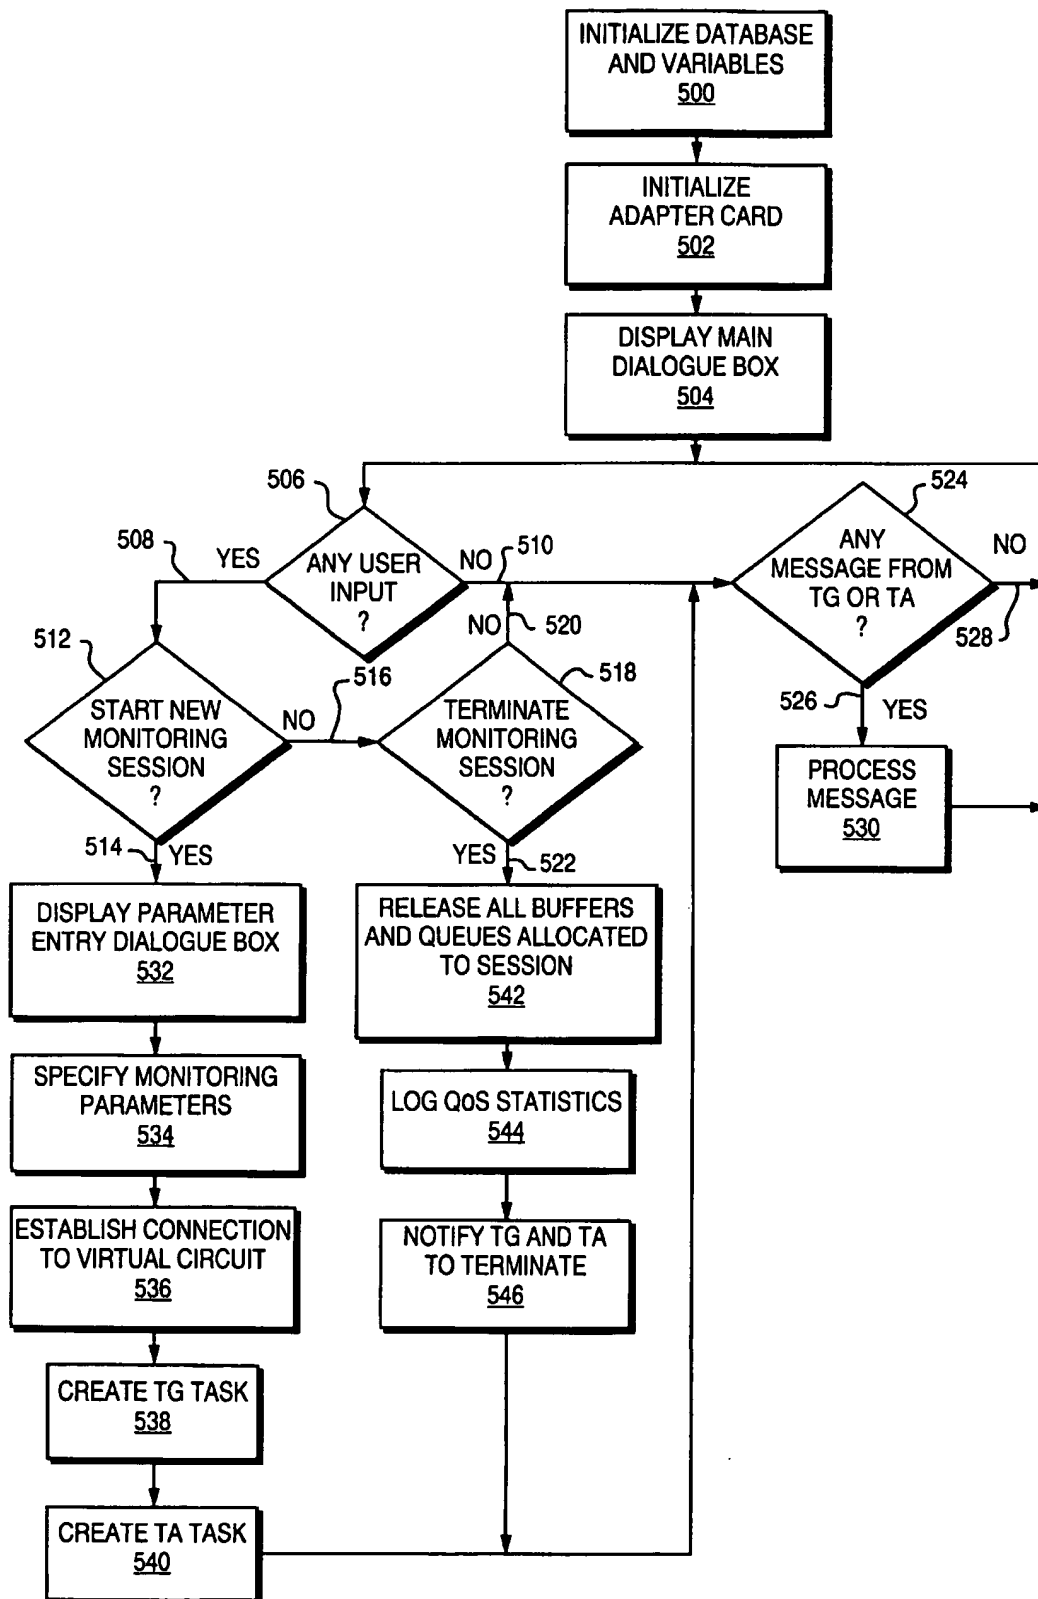 INITIALIZE DATABASE
AND VARIABLES
500
INITIALIZE
ADAPTER CARD
502
DISPLAY MAIN
DIALOGUE BOX
504
506
524
508
YES
ANY USER
INPUT
?
NO
510
ANY
MESSAGE FROM
TG OR TA
?
NO
528
512
516
NO
520
518
START NEW
MONITORING
SESSION
?
NO
TERMINATE
MONITORING
SESSION
?
526
YES
PROCESS
MESSAGE
530
514
YES
YES
522
DISPLAY PARAMETER
ENTRY DIALOGUE BOX
532
RELEASE ALL BUFFERS
AND QUEUES ALLOCATED
TO SESSION
542
SPECIFY MONITORING
PARAMETERS
534
LOG QoS STATISTICS
544
ESTABLISH CONNECTION
TO VIRTUAL CIRCUIT
536
NOTIFY TG AND TA
TO TERMINATE
546
CREATE TG TASK
538
CREATE TA TASK
540